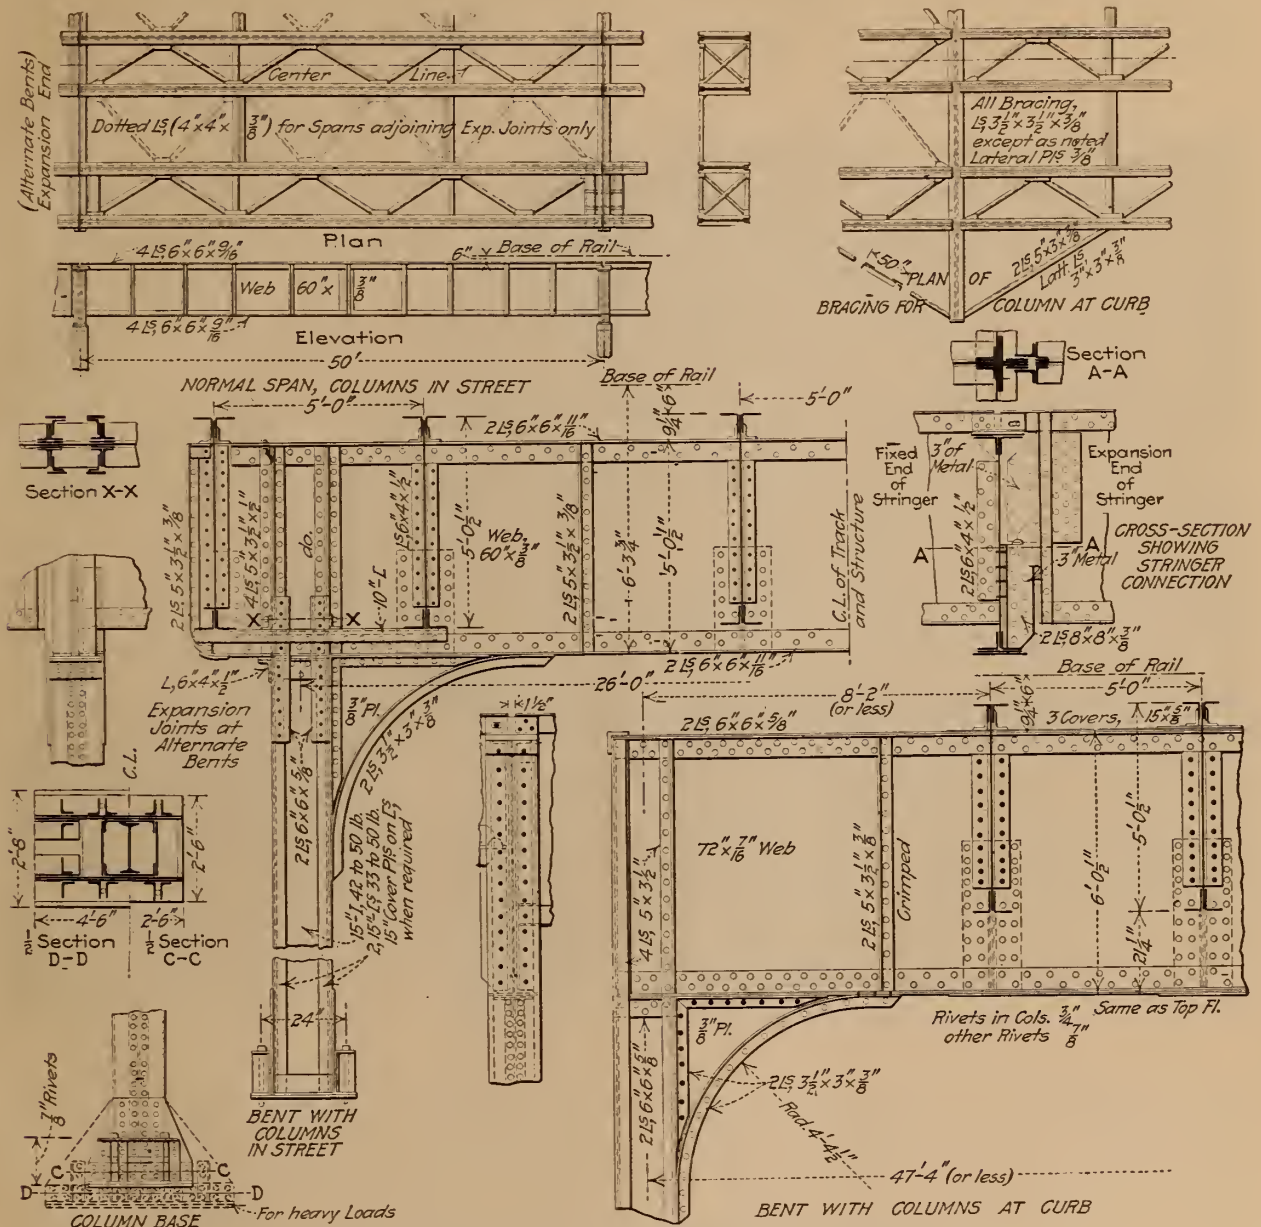 (Alternate Bents)
Expansion End
Center Line
Dotted Ls, (4"x4"x 3/8") for Spans adjoining Exp. Joints only
Plan
4 Ls, 6"x6"x 9/16"
6"
Base of Rail
Web 60"x 3/8"
4 Ls, 6"x6"x 9/16"
Elevation
50'
NORMAL SPAN, COLUMNS IN STREET
All Bracing,
Ls, 3 1/2"x3 1/2"x3/8"
except as noted
Lateral Pls 3/8"
50"
2 Ls, 5"x3"x3/8"
Latt. Ls,
3"x3"x3/8"
PLAN OF
BRACING FOR COLUMN AT CURB
Section
A-A
Section X-X
5'-0"
Base of Rail
5'-0"
2 Ls, 6"x6"x 11/16"
9 1/4"x6"
2 Ls 5"x3 1/2"x3/8"
4 Ls, 5"x3 1/2"x1/2"
do.
Ls 6"x4"x1/2"
5'-0 1/2"
Web,
60"x 3/8"
2 Ls, 5"x3 1/2"x3/8"
6'-3 3/4"
5'-0 1/2"
C.L. of Track
and Structure
X X
10"-[
L, 6"x4"x1/2"
2 Ls, 6"x6"x 11/16"
26'-0"
Expansion
Joints at
Alternate
Bents
3/8" Pl.
2 Ls, 3 1/2"x3"x3/8"
2 Ls 6"x6"x5/8"
15"-I, 42 to 50 lb.
2, 15"-[s 33 to 50 lb.
15" Cover Pls on [s
when required
24"
BENT WITH
COLUMNS
IN STREET
1 1/2"
Fixed
End
of
Stringer
3" of
Metal
Expansion
End
of
Stringer
2 Ls 6"x4"x1/2"
A A
3" Metal
CROSS-SECTION
SHOWING
STRINGER
CONNECTION
2 Ls 8"x8"x3/8"
Base of Rail
8'-2"
(or less)
5'-0"
2 Ls, 6"x6"x5/8"
9 1/4"x6"
3 Covers, 15"x5/8"
72"x 7/16" Web
4 Ls, 5"x3 1/2"
2 Ls, 5"x3 1/2"x3/8"
Crimped
6'-0 1/2"
5'-0 1/2"
21 1/4"
Rivets in Cols. 3/4"
other Rivets 7/8"
Same as Top Fl.
3/8" Pl.
2 Ls, 6"x6"x5/8"
2 Ls, 3 1/2"x3"x3/8"
Rad. 4'-4 1/2"
47'-4" (or less)
BENT WITH COLUMNS AT CURB
C.L.
2'-8"
2'-6"
4'-6" 2'-6"
1/2 Section
D-D
1/2 Section
C-C
7/8" Rivets
C C
D D
For heavy Loads
COLUMN BASE